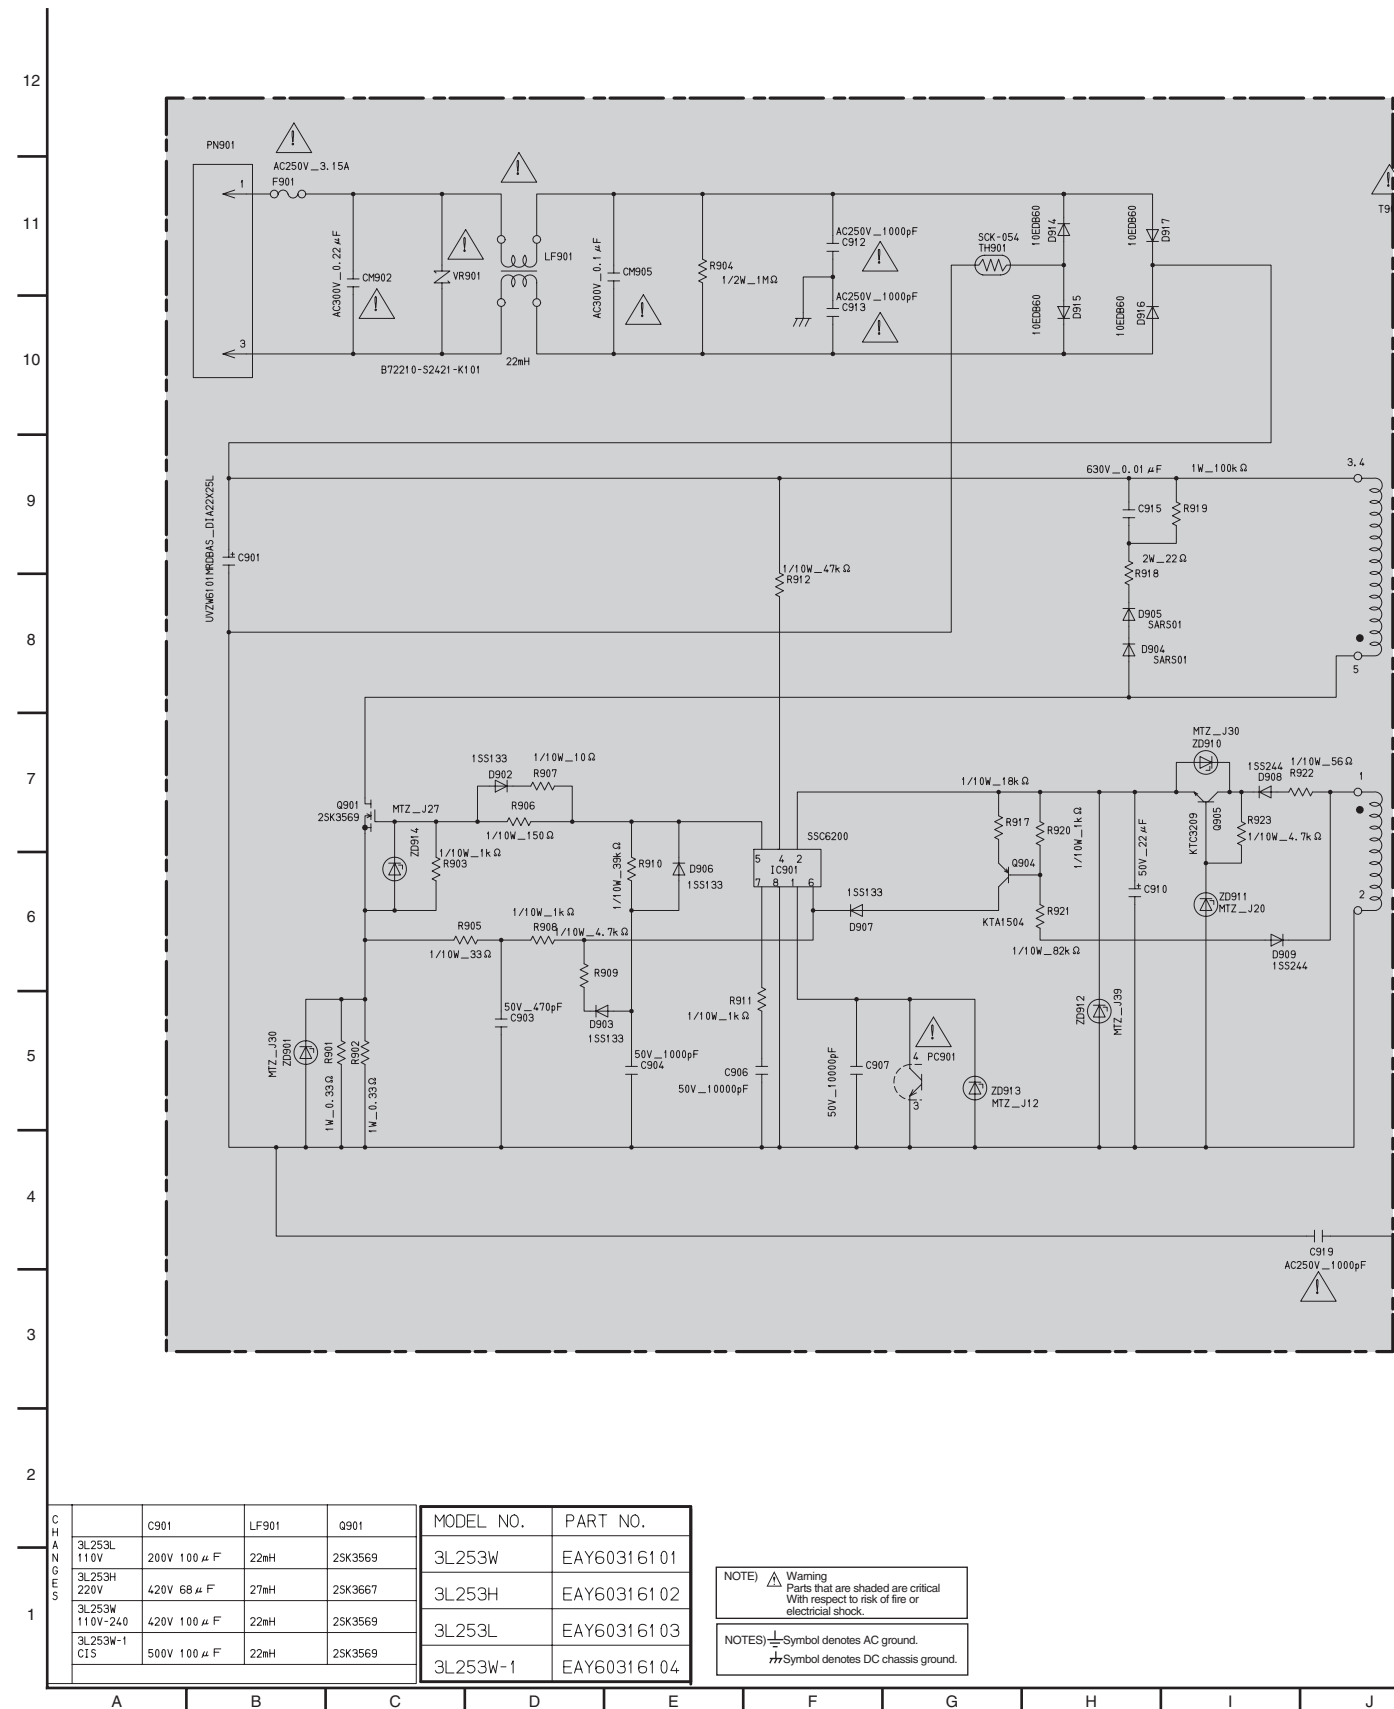 12
PN901
AC250V_3.15A
F901
1
11
AC300V_0.22μF
CM902
VR901
LF901
AC300V_0.1μF
CM905
R904
1/2W_1MΩ
AC250V_1000pF
C912
AC250V_1000pF
C913
SCK-054
TH901
10EDB60
D914
10EDB60
D917
10EDB60
D915
10EDB60
D916
3
10
B72210-S2421-K101
22mH
9
UVZW6101MRDBAS_DIA22X25L
+
C901
630V_0.01μF
1W_100kΩ
3.4
C915
R919
1/10W_47kΩ
R912
2W_22Ω
R918
8
D905
SARS01
D904
SARS01
5
7
1SS133
D902
1/10W_10Ω
R907
R906
1/10W_150Ω
Q901
2SK3569
MTZ_J27
ZD914
1/10W_1kΩ
R903
1/10W_39kΩ
R910
D906
1SS133
SSC6200
5 4 2
IC901
7 8 1 6
1/10W_18kΩ
R917
R920
1/10W_1kΩ
Q904
KTA1504
50V_22μF
+
C910
MTZ_J30
ZD910
KTC3209
Q905
1SS244
D908
1/10W_56Ω
R922
R923
1/10W_4.7kΩ
1
6
R905
1/10W_33Ω
1/10W_1kΩ
R908
1/10W_4.7kΩ
R909
1SS133
D907
R921
1/10W_82kΩ
ZD911
MTZ_J20
D909
1SS244
2
5
MTZ_J30
ZD901
R901
1W_0.33Ω
R902
1W_0.33Ω
50V_470pF
C903
D903
1SS133
50V_1000pF
C904
R911
1/10W_1kΩ
C906
50V_10000pF
50V_10000pF
C907
PC901
4
3
ZD913
MTZ_J12
ZD912
MTZ_J39
4
C919
AC250V_1000pF
3
2
1
CHANGES
C901 LF901 Q901
3L253L
110V 200V 100μF 22mH 2SK3569
3L253H
220V 420V 68μF 27mH 2SK3667
3L253W
110V-240 420V 100μF 22mH 2SK3569
3L253W-1
CIS 500V 100μF 22mH 2SK3569
MODEL NO. PART NO.
3L253W EAY60316101
3L253H EAY60316102
3L253L EAY60316103
3L253W-1 EAY60316104
NOTE) Warning
Parts that are shaded are critical
With respect to risk of fire or
electricial shock.
NOTES) Symbol denotes AC ground.
Symbol denotes DC chassis ground.
A B C D E F G H I J